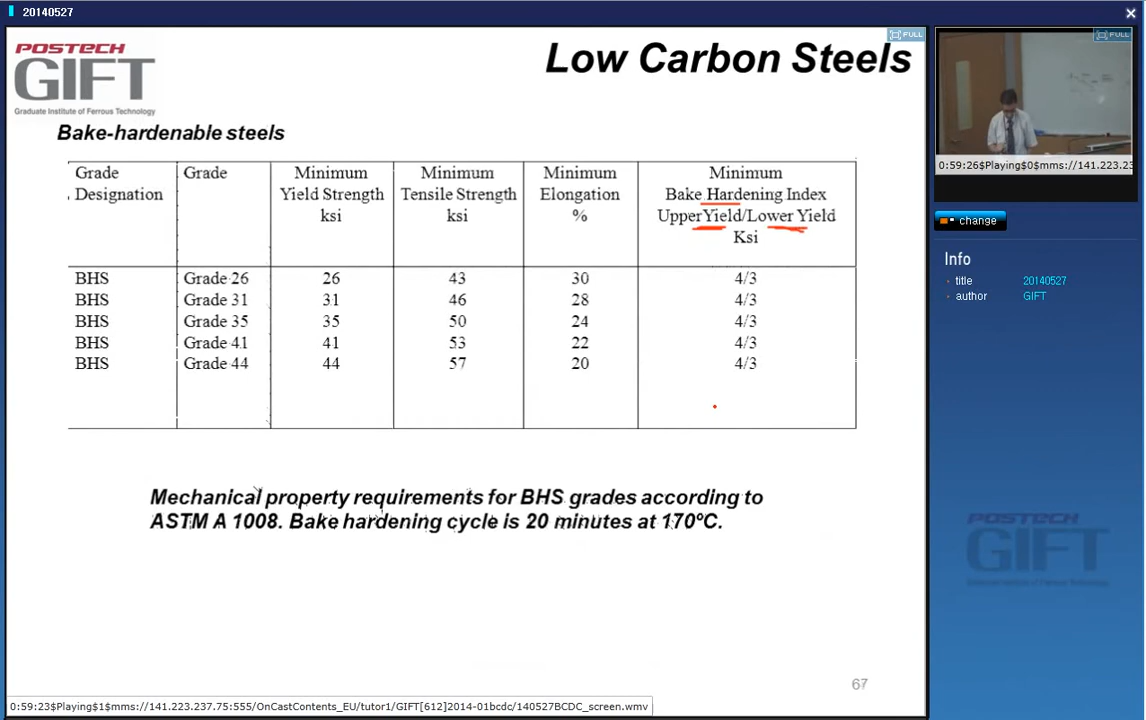 20140527
FULL
FULL
POSTECH
GIFT
Graduate Institute of Ferrous Technology
Low Carbon Steels
Bake-hardenable steels
Grade Designation Grade Minimum Yield Strength ksi Minimum Tensile Strength ksi Minimum Elongation % Minimum Bake Hardening Index Upper Yield/Lower Yield Ksi
BHS Grade 26 26 43 30 4/3
BHS Grade 31 31 46 28 4/3
BHS Grade 35 35 50 24 4/3
BHS Grade 41 41 53 22 4/3
BHS Grade 44 44 57 20 4/3
Mechanical property requirements for BHS grades according to
ASTM A 1008. Bake hardening cycle is 20 minutes at 170ºC.
67
0:59:23$Playing$1$mms://141.223.237.75:555/OnCastContents_EU/tutor1/GIFT[612]2014-01bcdc/140527BCDC_screen.wmv
0:59:26$Playing$0$mms://141.223.23
change
Info
title 20140527
author GIFT
POSTECH
GIFT